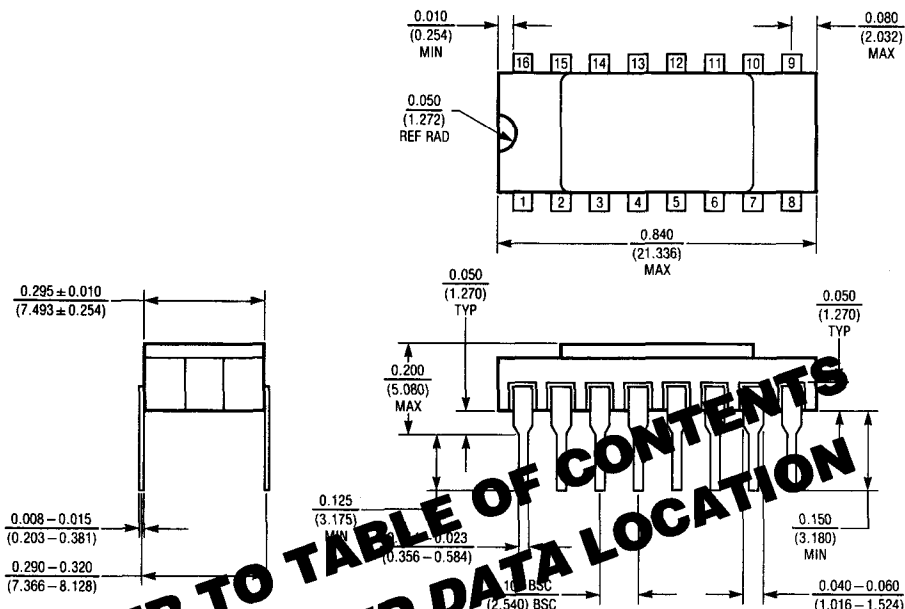 0.010
(0.254)
MIN
0.080
(2.032)
MAX
16 15 14 13 12 11 10 9
0.050
(1.272)
REF RAD
1 2 3 4 5 6 7 8
0.840
(21.336)
MAX
0.295 ± 0.010
(7.493 ± 0.254)
0.050
(1.270)
TYP
0.050
(1.270)
TYP
0.200
(5.080)
MAX
TO TABLE OF CONTENTS
DATA LOCATION
0.008 – 0.015
(0.203 – 0.381)
0.290 – 0.320
(7.366 – 8.128)
0.125
(3.175)
MIN
0.023
(0.356 – 0.584)
BSC
(2.540) BSC
0.150
(3.180)
MIN
0.040 – 0.060
(1.016 – 1.524)